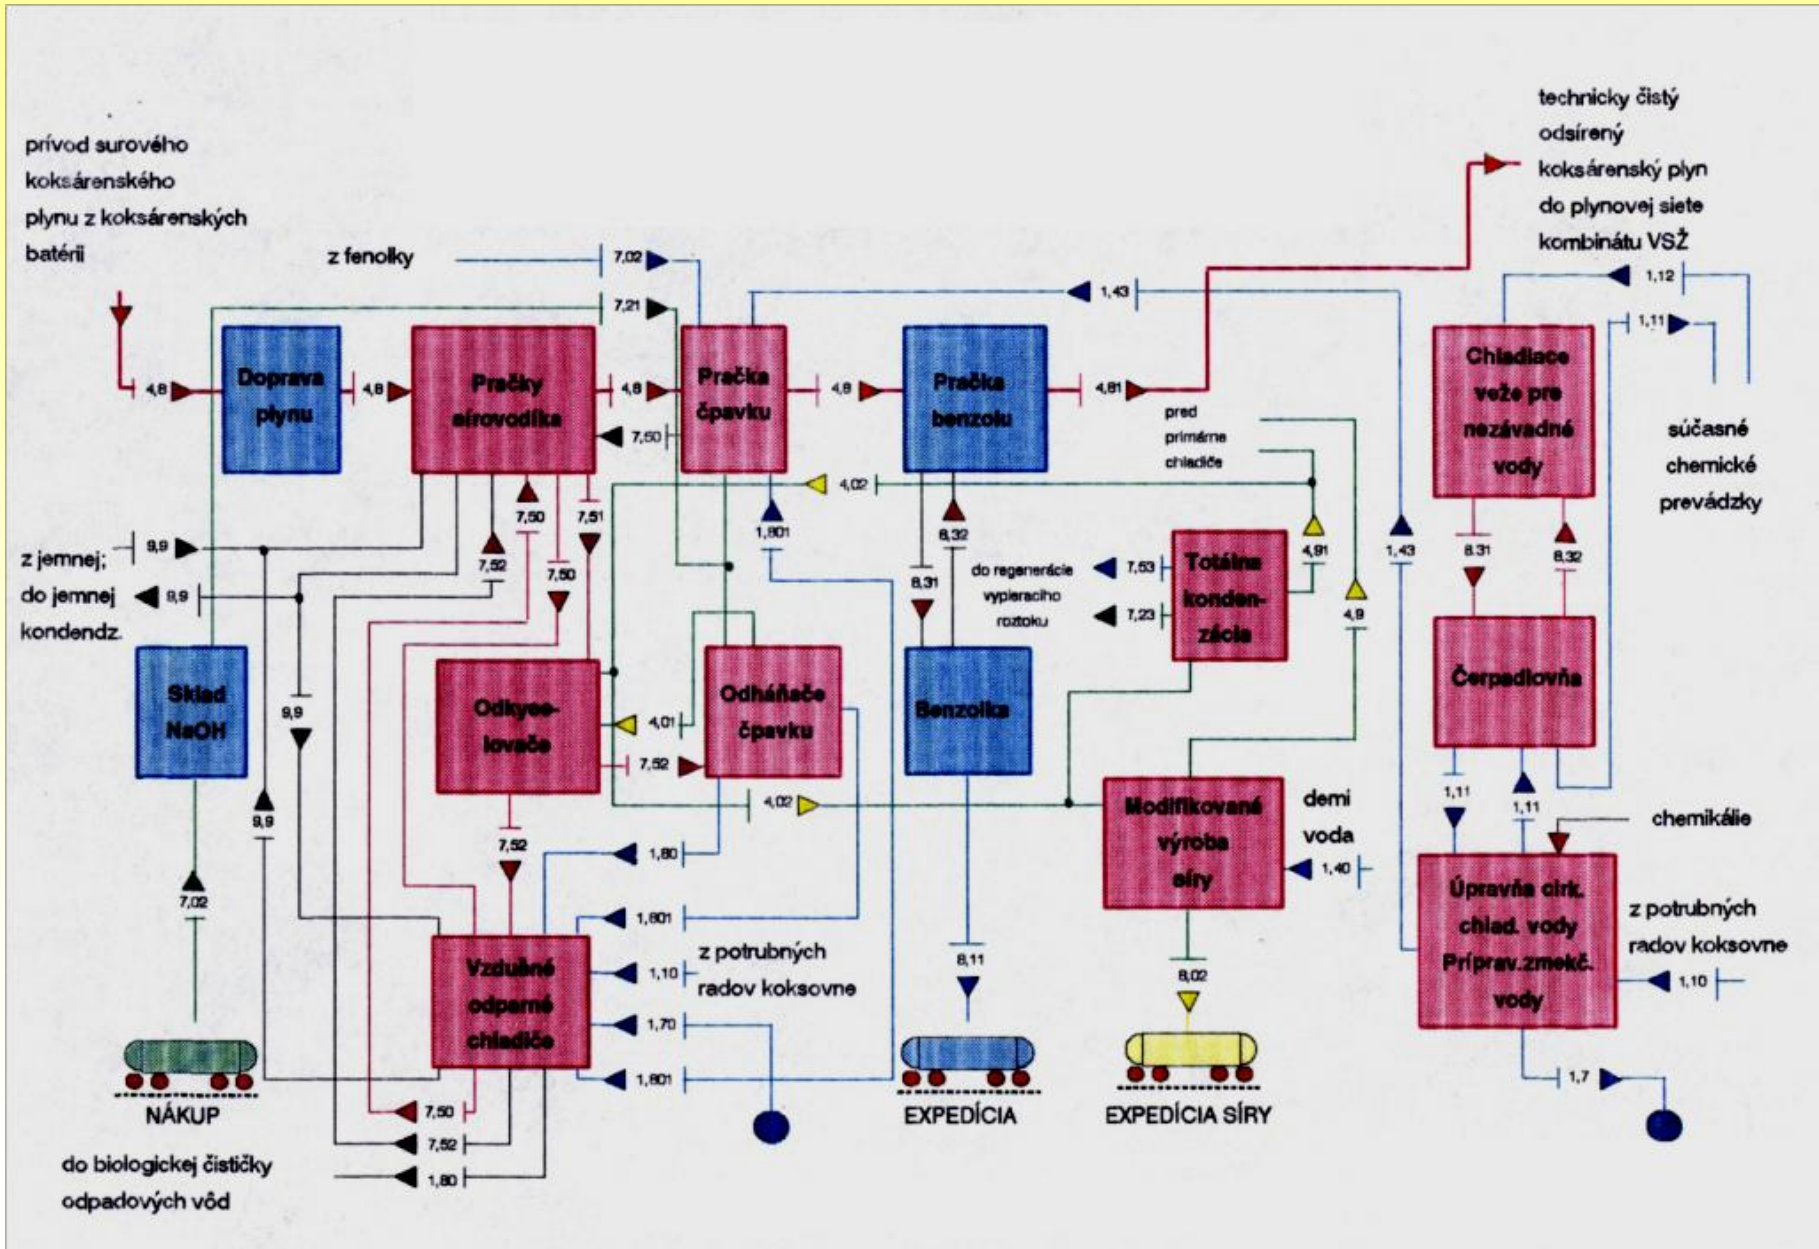 technicky čistý
odsírený
koksárenský plyn
do plynovej siete
kombinátu VSŽ
prívod surového
koksárenského
plynu z koksárenských
batérii
z fenolky
7,02
7,21
1,43
1,12
1,11
4,8
Doprava
plynu
4,8
Pračky
sírovodíka
4,8
Pračka
čpavku
4,8
Pračka
benzolu
4,81
7,50
pred
primárne
chladiče
Chladiace
veže pre
nezávadné
vody
súčasné
chemické
prevádzky
4,02
7,50
7,51
1,801
8,32
9,9
7,52
7,50
8,31
4,91
1,43
8.31
8,32
z jemnej;
do jemnej
kondendz.
9,9
do regenerácie
vypieracího
roztoku
7,53
7,23
Totálna
konden-
zácia
4,9
Sklad
NaOH
9,9
Odkyse-
lovače
4,01
7,52
Odháňače
čpavku
Benzolka
Čerpadlovňa
9,9
4,02
Modifikované
výroba
síry
demi
voda
1,40
1,11
1,11
chemikálie
7,52
1,80
7,02
1,801
Úpravňa cirk.
chlad. vody
Príprav.zmekč.
vody
z potrubných
radov koksovne
1,10
Vzdušné
odparné
chladiče
1,10
z potrubných
radov koksovne
8,11
8,02
1,70
1,801
1,7
7,50
7,52
1,80
NÁKUP
EXPEDÍCIA
EXPEDÍCIA SÍRY
do biologickej čističky
odpadových vôd